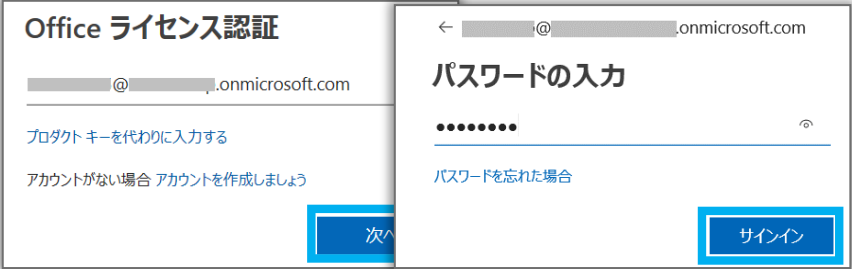 Office ライセンス認証
@ .onmicrosoft.com
プロダクト キーを代わりに入力する
アカウントがない場合 アカウントを作成しましょう
次へ
← @ .onmicrosoft.com
パスワードの入力
●●●●●●●●
パスワードを忘れた場合
サインイン